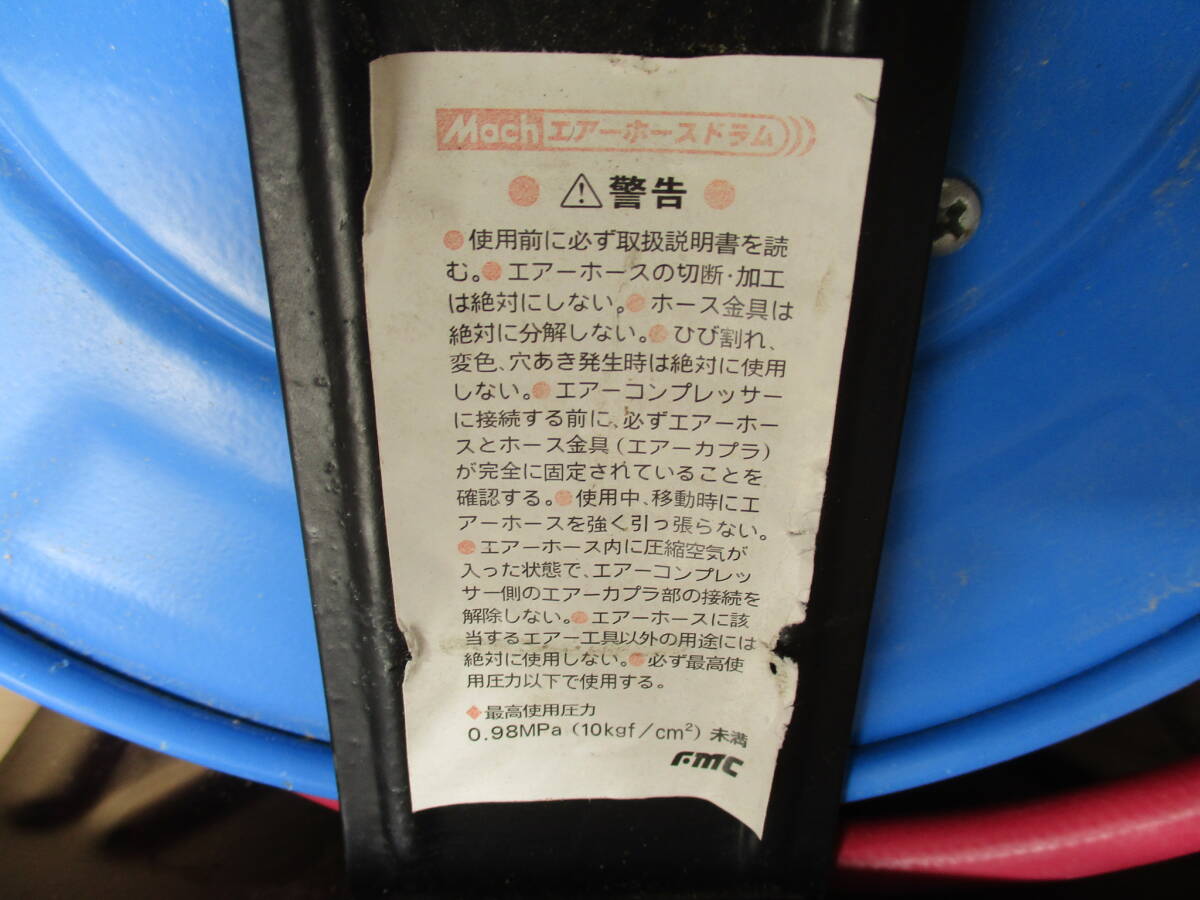 Mach エアーホースドラム
● ⚠警告 ●
●使用前に必ず取扱説明書を読
む。●エアーホースの切断・加工
は絶対にしない。●ホース金具は
絶対に分解しない。●ひび割れ、
変色、穴あき発生時は絶対に使用
しない。●エアーコンプレッサー
に接続する前に、必ずエアーホー
スとホース金具(エアーカプラ)
が完全に固定されていることを
確認する。●使用中、移動時にエ
アーホースを強く引っ張らない。
●エアーホース内に圧縮空気が
入った状態で、エアーコンプレッ
サー側のエアーカプラ部の接続を
解除しない。●エアーホースに該
当するエアー工具以外の用途には
絶対に使用しない。●必ず最高使
用圧力以下で使用する。
◆最高使用圧力
0.98MPa(10kgf/cm²)未満
FMC